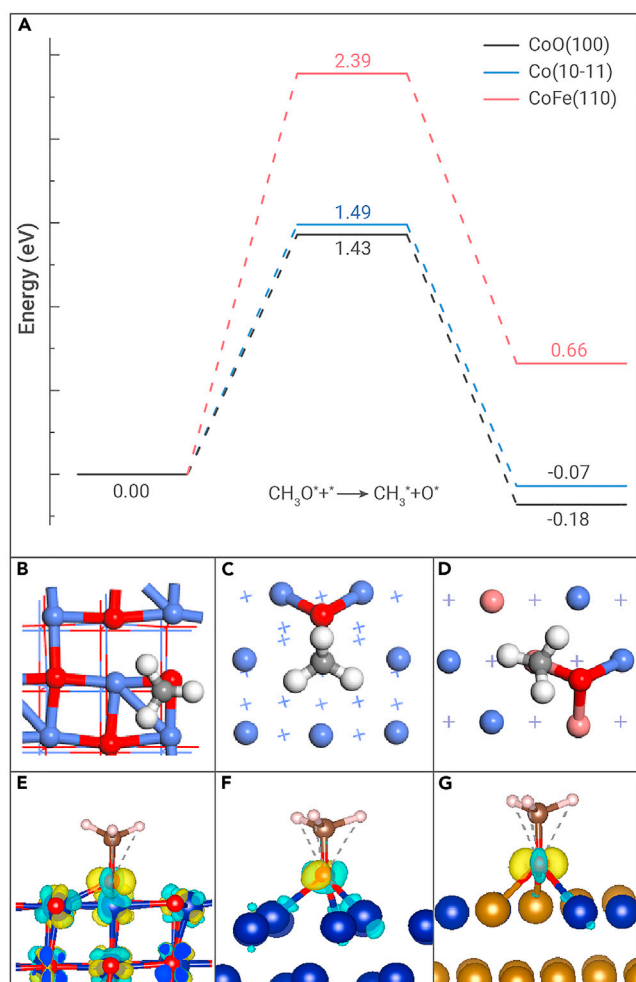 A
CoO(100)
Co(10-11)
CoFe(110)
2.39
1.49
1.43
0.66
-0.07
-0.18
0.00
CH₃O*+*→CH₃*+O*
Energy (eV)
B
C
D
E
F
G